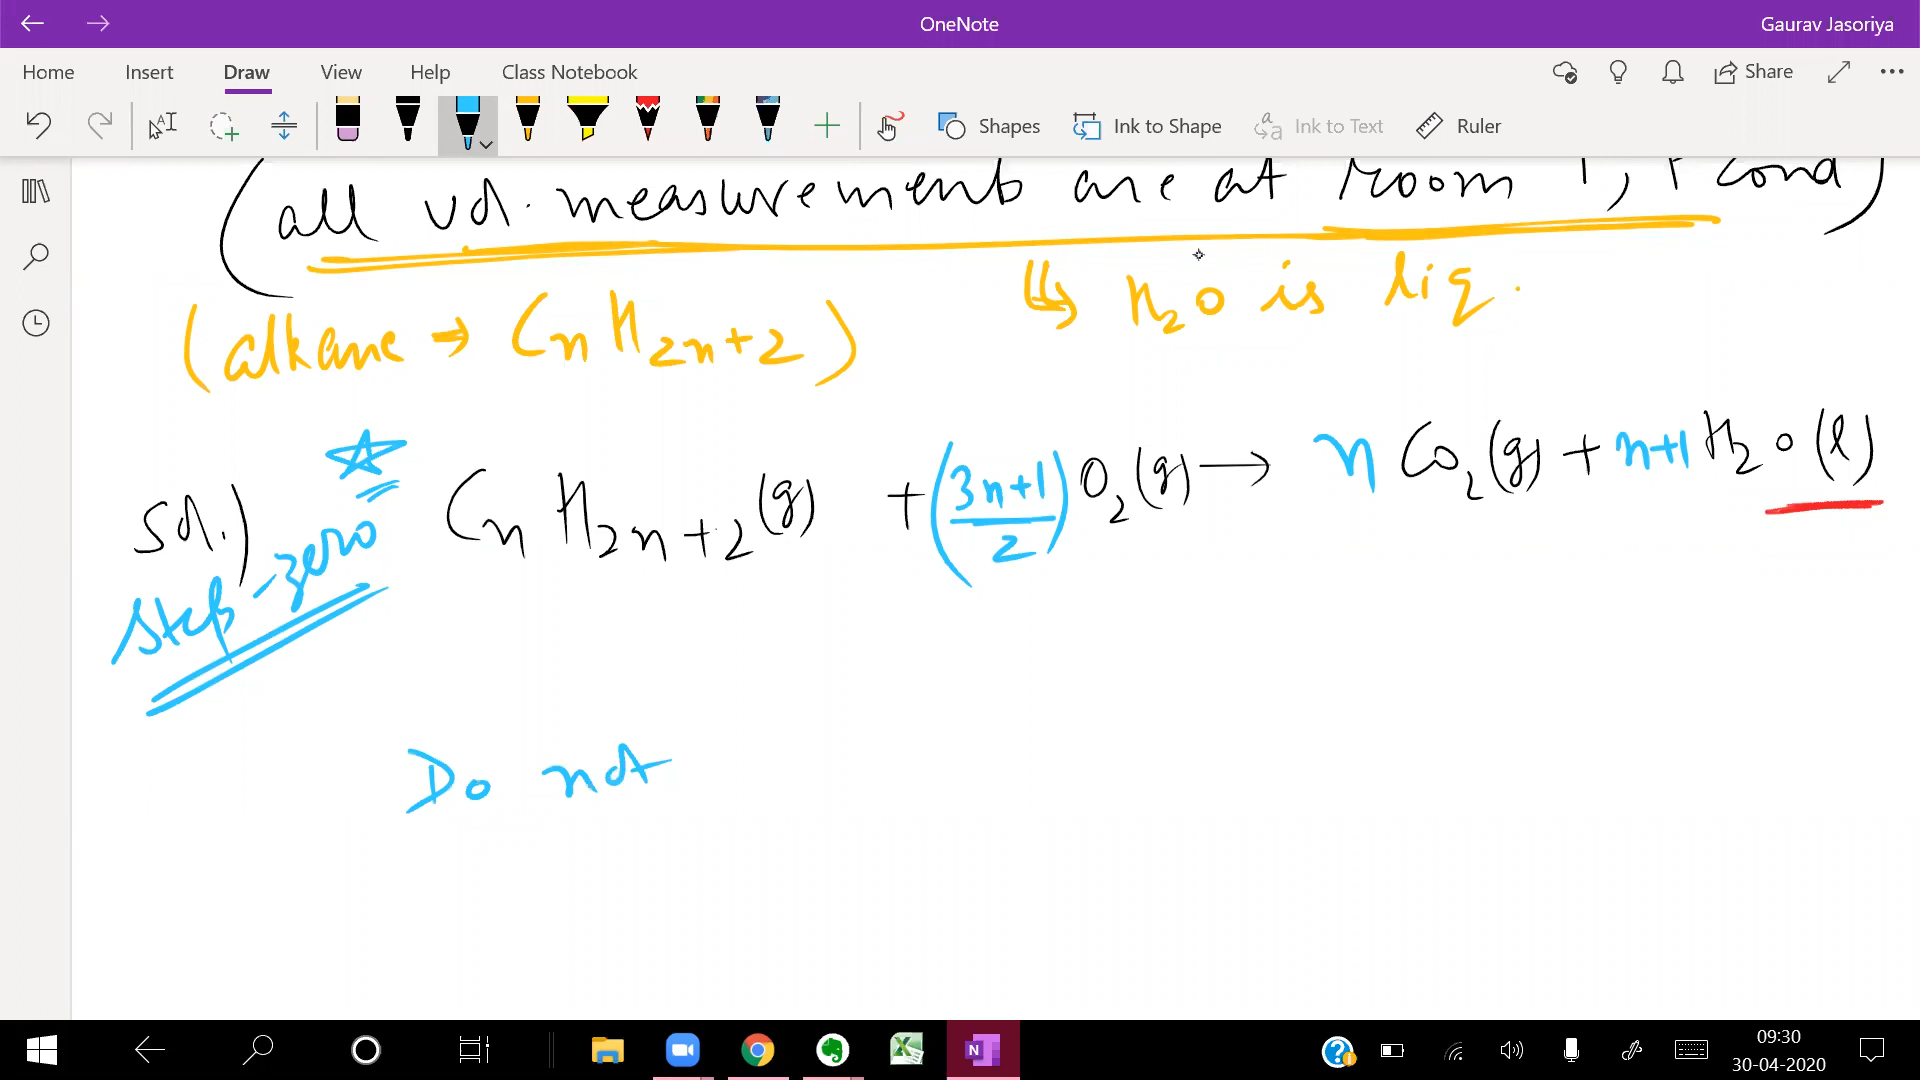 OneNote
Gaurav Jasoriya
Home Insert Draw View Help Class Notebook
Share
Shapes Ink to Shape Ink to Text Ruler
(all vol. measurements are at room T, P cond)
↳ H₂O is liq.
(alkane → CnH2n+2)
Sol.) CnH2n+2(g) + (3n+1/2) O₂(g) → n CO₂(g) + n+1 H₂O(l)
Step-zero
Do not
09:30
30-04-2020